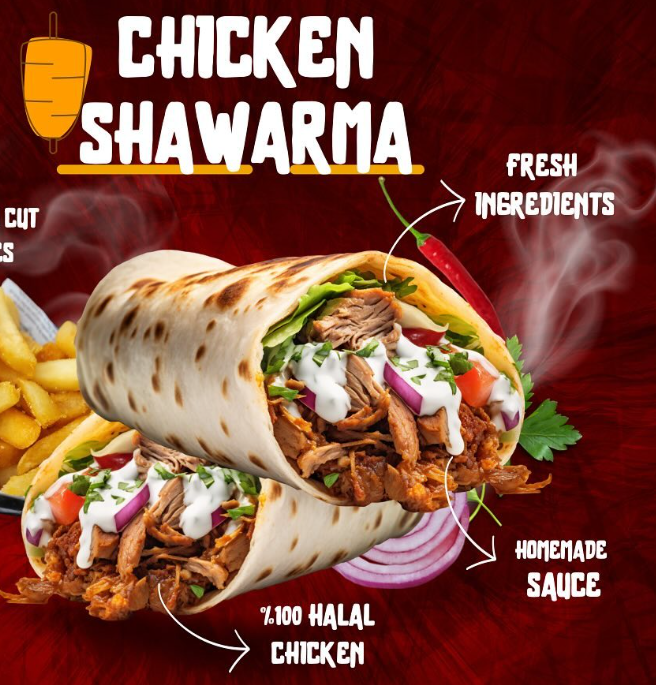 CHICKEN
SHAWARMA
FRESH
INGREDIENTS
CUT
HOMEMADE
SAUCE
%100 HALAL
CHICKEN